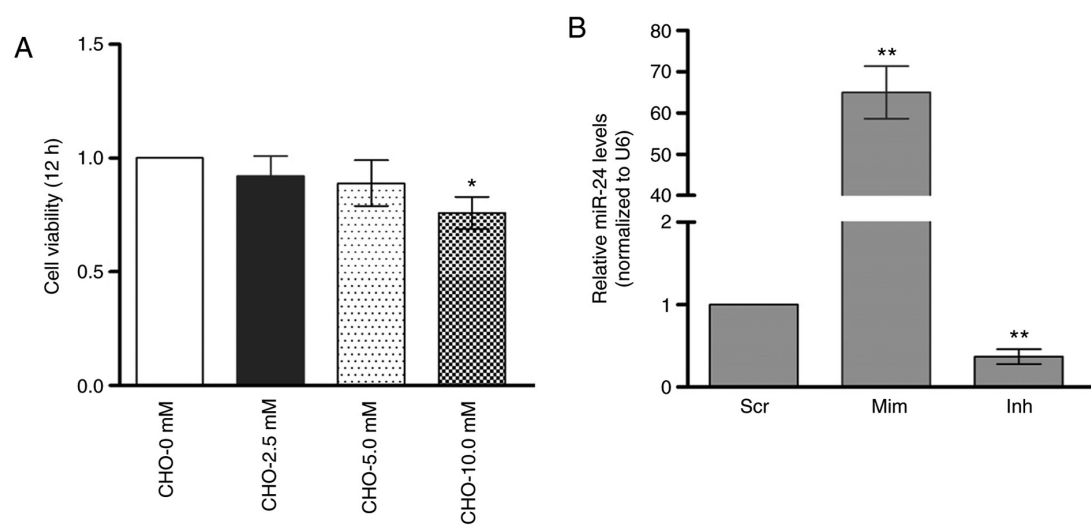 A
1.5
1.0
0.5
0.0
Cell viability (12 h)
*
CHO-0 mM
CHO-2.5 mM
CHO-5.0 mM
CHO-10.0 mM
B
80
70
60
50
40
2
1
0
Relative miR-24 levels
(normalized to U6)
**
**
Scr
Mim
Inh